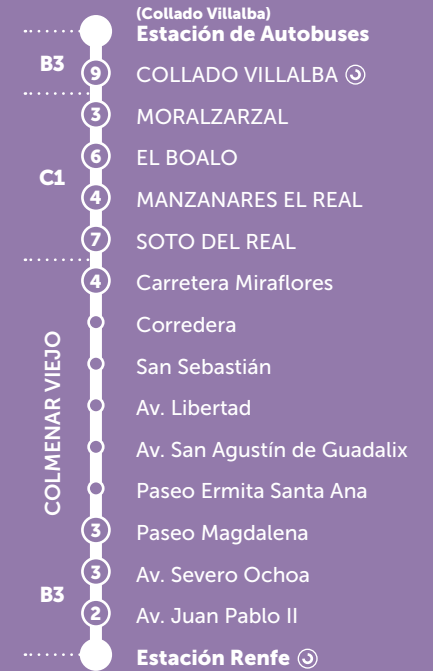 (Collado Villalba)
Estación de Autobuses
B3
9 COLLADO VILLALBA
3 MORALZARZAL
6 EL BOALO
C1
4 MANZANARES EL REAL
7 SOTO DEL REAL
4 Carretera Miraflores
Corredera
San Sebastián
COLMENAR VIEJO
Av. Libertad
Av. San Agustín de Guadalix
Paseo Ermita Santa Ana
3 Paseo Magdalena
3 Av. Severo Ochoa
B3
2 Av. Juan Pablo II
Estación Renfe